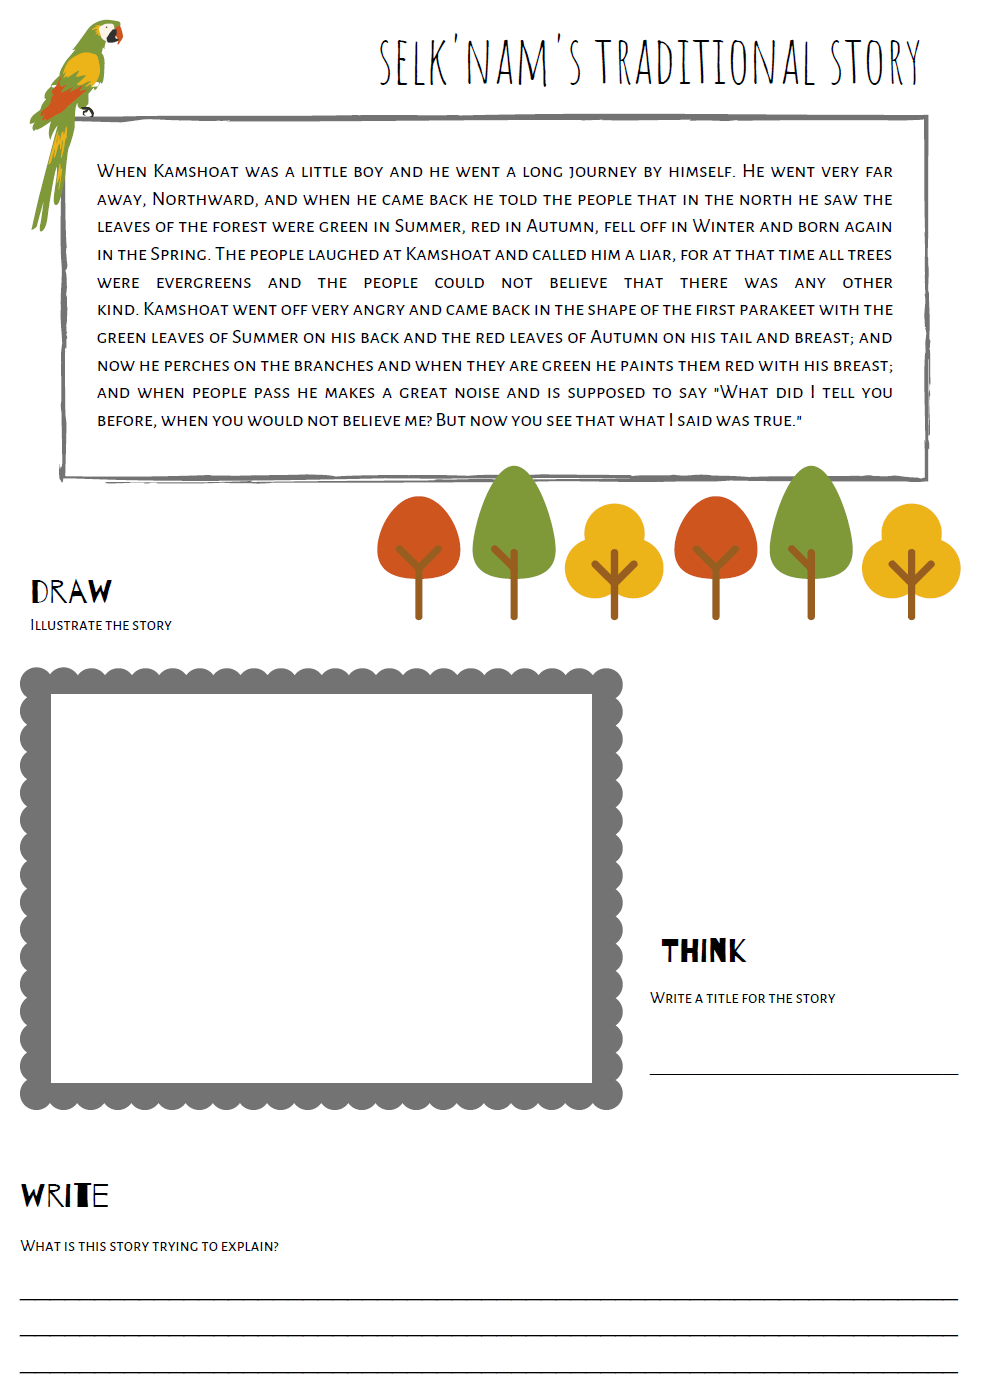 SELK'NAM'S TRADITIONAL STORY
When Kamshoat was a little boy and he went a long journey by himself. He went very far
away, Northward, and when he came back he told the people that in the north he saw the
leaves of the forest were green in Summer, red in Autumn, fell off in Winter and born again
in the Spring. The people laughed at Kamshoat and called him a liar, for at that time all trees
were evergreens and the people could not believe that there was any other
kind. Kamshoat went off very angry and came back in the shape of the first parakeet with the
green leaves of Summer on his back and the red leaves of Autumn on his tail and breast; and
now he perches on the branches and when they are green he paints them red with his breast;
and when people pass he makes a great noise and is supposed to say "What did I tell you
before, when you would not believe me? But now you see that what I said was true."
DRAW
Illustrate the story
THINK
Write a title for the story
WRITE
What is this story trying to explain?